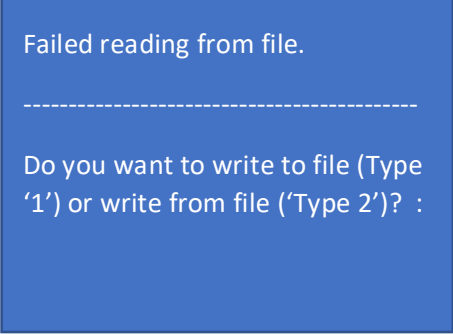 Failed reading from file.
--------------------------------------------
Do you want to write to file (Type
‘1’) or write from file (‘Type 2’)?  :